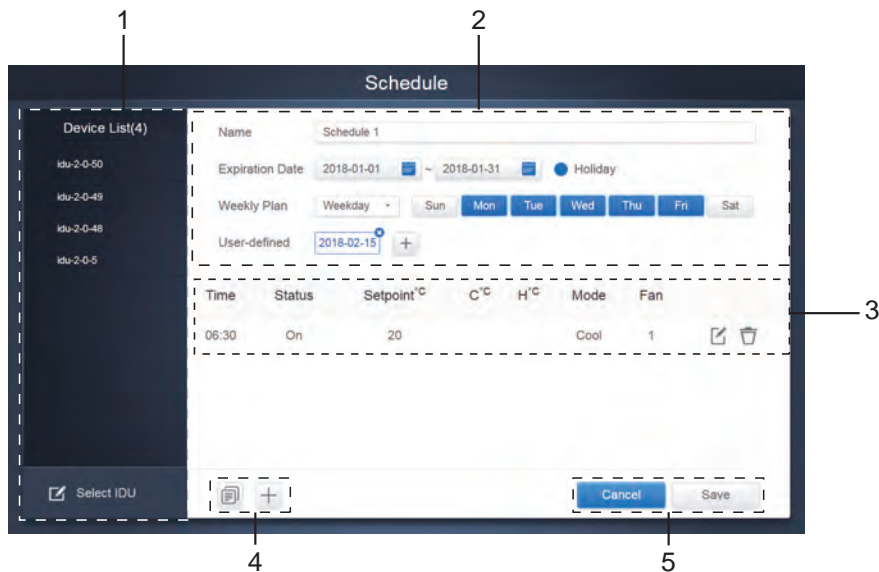 1 2
Schedule
Device List(4)
idu-2-0-50
idu-2-0-49
idu-2-0-48
idu-2-0-5
Select IDU
Name Schedule 1
Expiration Date 2018-01-01 ~ 2018-01-31 Holiday
Weekly Plan Weekday Sun Mon Tue Wed Thu Fri Sat
User-defined 2018-02-15 +
Time Status Setpoint°C C°C H°C Mode Fan
06:30 On 20 Cool 1
3
Cancel Save
4 5